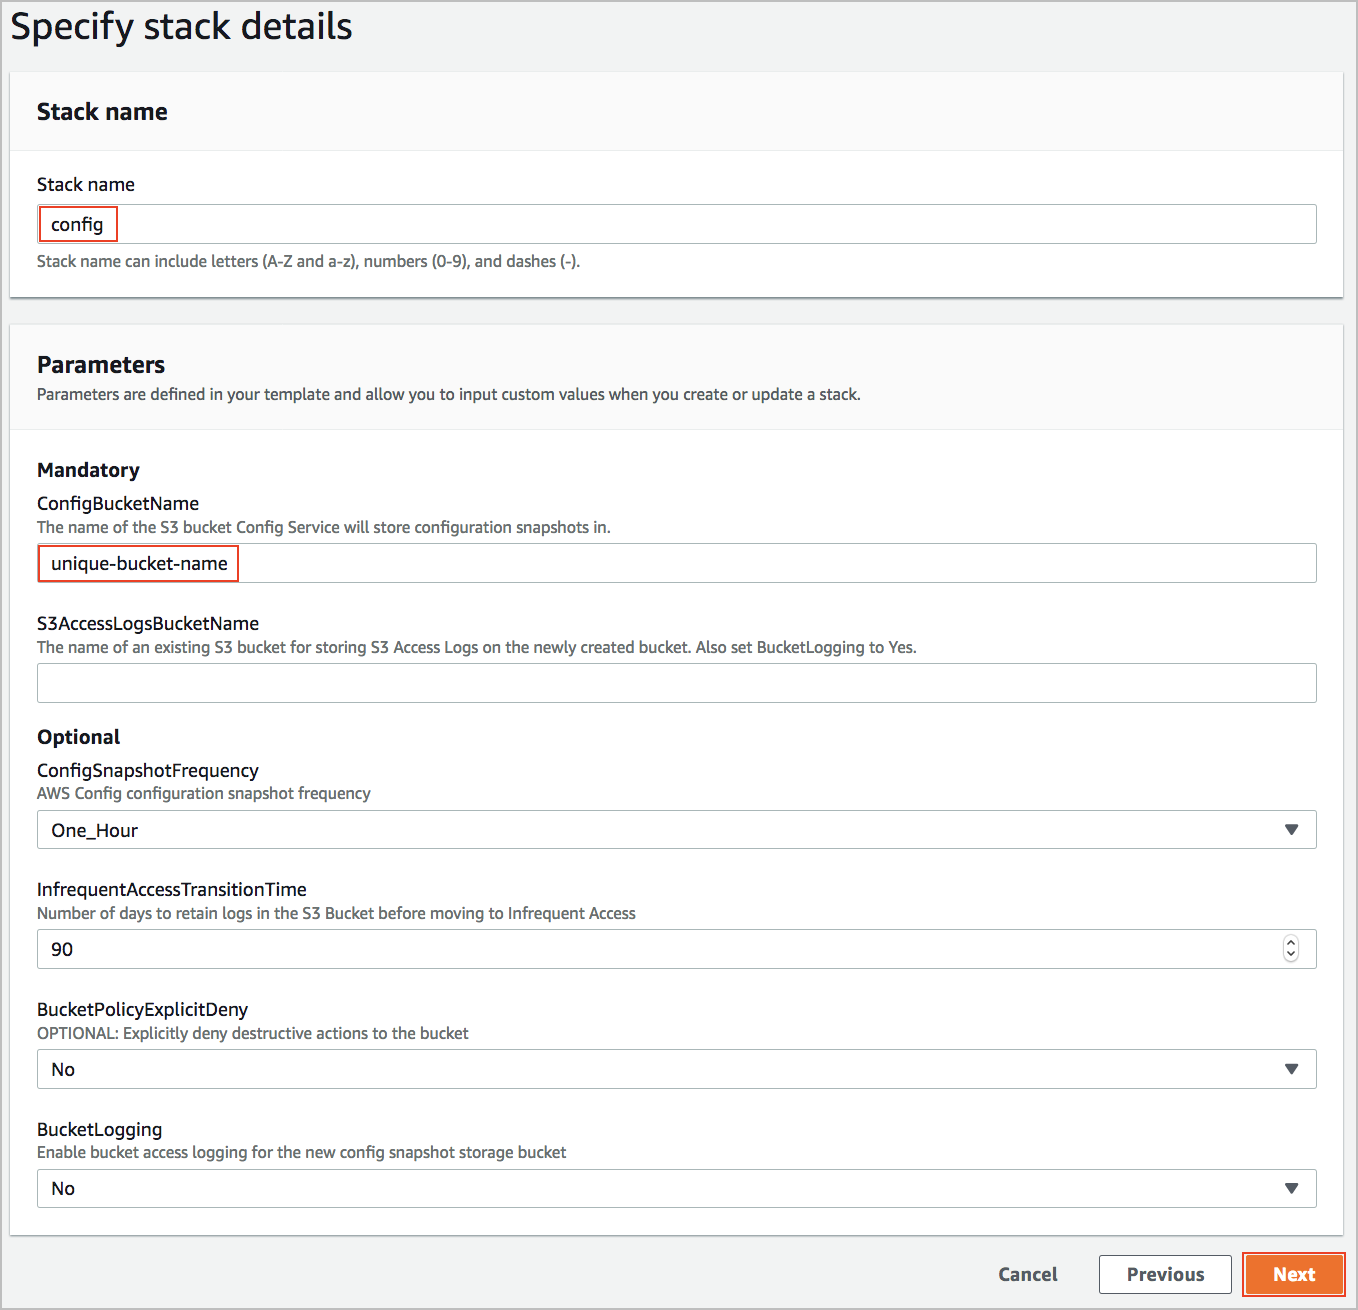 Specify stack details
Stack name
Stack name
config
Stack name can include letters (A-Z and a-z), numbers (0-9), and dashes (-).
Parameters
Parameters are defined in your template and allow you to input custom values when you create or update a stack.
Mandatory
ConfigBucketName
The name of the S3 bucket Config Service will store configuration snapshots in.
unique-bucket-name
S3AccessLogsBucketName
The name of an existing S3 bucket for storing S3 Access Logs on the newly created bucket. Also set BucketLogging to Yes.
Optional
ConfigSnapshotFrequency
AWS Config configuration snapshot frequency
One_Hour
InfrequentAccessTransitionTime
Number of days to retain logs in the S3 Bucket before moving to Infrequent Access
90
BucketPolicyExplicitDeny
OPTIONAL: Explicitly deny destructive actions to the bucket
No
BucketLogging
Enable bucket access logging for the new config snapshot storage bucket
No
Cancel Previous Next